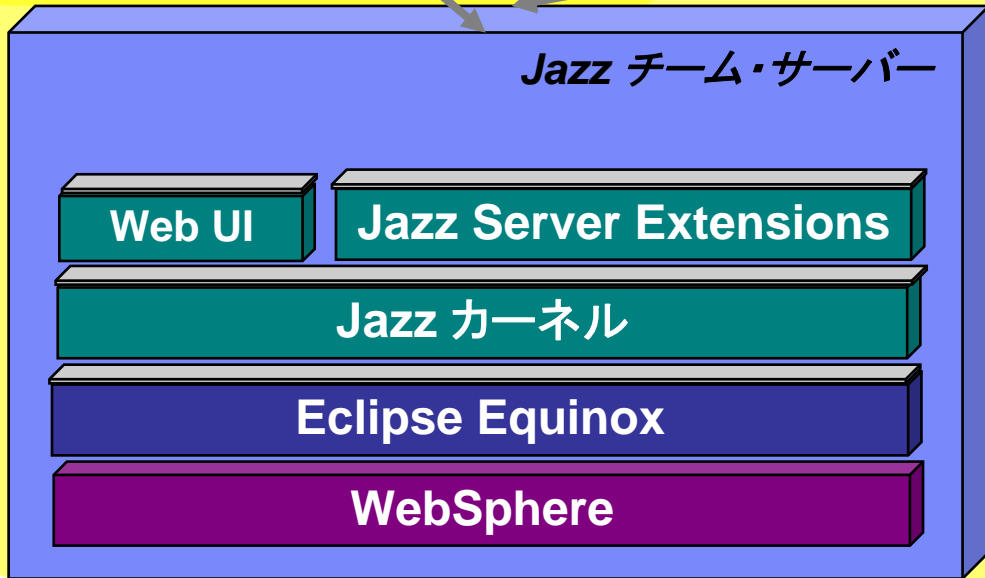 Jazz チーム・サーバー
Web UI
Jazz Server Extensions
Jazz カーネル
Eclipse Equinox
WebSphere